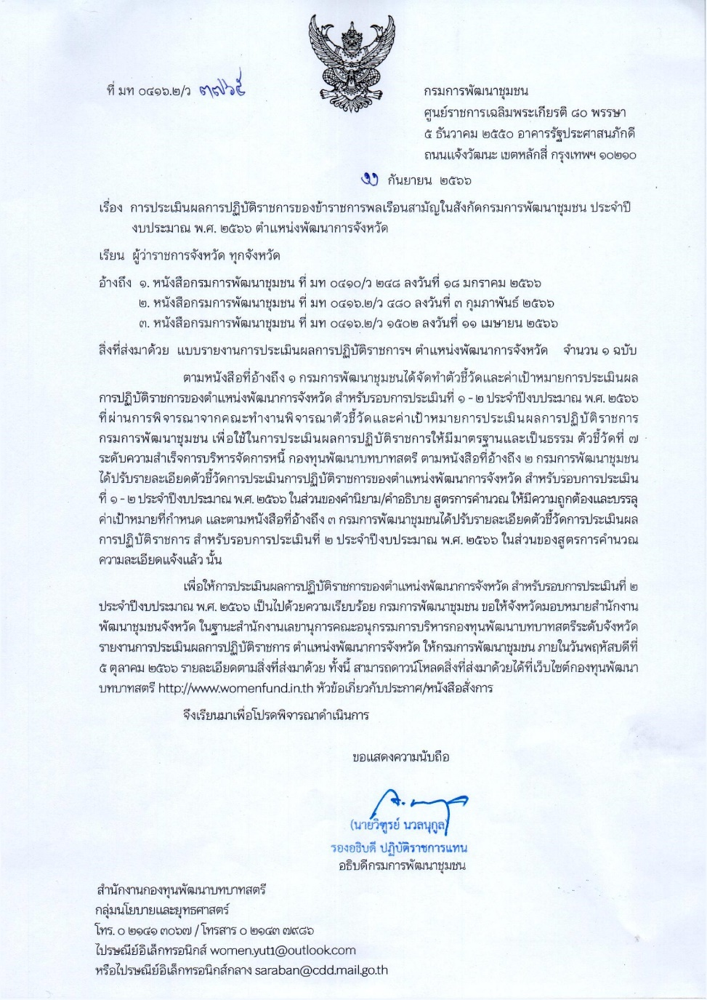 ที่ มท ๐๔๑๖.๒/ว ๓๗๖๕
กรมการพัฒนาชุมชน
ศูนย์ราชการเฉลิมพระเกียรติ ๘๐ พรรษา
๕ ธันวาคม ๒๕๕๐ อาคารรัฐประศาสนภักดี
ถนนแจ้งวัฒนะ เขตหลักสี่ กรุงเทพฯ ๑๐๒๑๐
กันยายน ๒๕๖๖
เรื่อง การประเมินผลการปฏิบัติราชการของข้าราชการพลเรือนสามัญในสังกัดกรมการพัฒนาชุมชน ประจำปี
งบประมาณ พ.ศ. ๒๕๖๖ ตำแหน่งพัฒนาการจังหวัด
เรียน ผู้ว่าราชการจังหวัด ทุกจังหวัด
อ้างถึง ๑. หนังสือกรมการพัฒนาชุมชน ที่ มท ๐๔๑๐/ว ๒๔๘ ลงวันที่ ๑๘ มกราคม ๒๕๖๖
๒. หนังสือกรมการพัฒนาชุมชน ที่ มท ๐๔๑๖.๒/ว ๔๘๐ ลงวันที่ ๓ กุมภาพันธ์ ๒๕๖๖
๓. หนังสือกรมการพัฒนาชุมชน ที่ มท ๐๔๑๖.๒/ว ๑๕๐๒ ลงวันที่ ๑๑ เมษายน ๒๕๖๖
สิ่งที่ส่งมาด้วย แบบรายงานการประเมินผลการปฏิบัติราชการฯ ตำแหน่งพัฒนาการจังหวัด จำนวน ๑ ฉบับ
ตามหนังสือที่อ้างถึง ๑ กรมการพัฒนาชุมชนได้จัดทำตัวชี้วัดและค่าเป้าหมายการประเมินผล
การปฏิบัติราชการของตำแหน่งพัฒนาการจังหวัด สำหรับรอบการประเมินที่ ๑ - ๒ ประจำปีงบประมาณ พ.ศ. ๒๕๖๖
ที่ผ่านการพิจารณาจากคณะทำงานพิจารณาตัวชี้วัดและค่าเป้าหมายการประเมินผลการปฏิบัติราชการ
กรมการพัฒนาชุมชน เพื่อใช้ในการประเมินผลการปฏิบัติราชการให้มีมาตรฐานและเป็นธรรม ตัวชี้วัดที่ ๗
ระดับความสำเร็จการบริหารจัดการหนี้ กองทุนพัฒนาบทบาทสตรี ตามหนังสือที่อ้างถึง ๒ กรมการพัฒนาชุมชน
ได้ปรับรายละเอียดตัวชี้วัดการประเมินการปฏิบัติราชการของตำแหน่งพัฒนาการจังหวัด สำหรับรอบการประเมิน
ที่ ๑ - ๒ ประจำปีงบประมาณ พ.ศ. ๒๕๖๖ ในส่วนของคำนิยาม/คำอธิบาย สูตรการคำนวณ ให้มีความถูกต้องและบรรลุ
ค่าเป้าหมายที่กำหนด และตามหนังสือที่อ้างถึง ๓ กรมการพัฒนาชุมชนได้ปรับรายละเอียดตัวชี้วัดการประเมินผล
การปฏิบัติราชการ สำหรับรอบการประเมินที่ ๒ ประจำปีงบประมาณ พ.ศ. ๒๕๖๖ ในส่วนของสูตรการคำนวณ
ความละเอียดแจ้งแล้ว นั้น
เพื่อให้การประเมินผลการปฏิบัติราชการของตำแหน่งพัฒนาการจังหวัด สำหรับรอบการประเมินที่ ๒
ประจำปีงบประมาณ พ.ศ. ๒๕๖๖ เป็นไปด้วยความเรียบร้อย กรมการพัฒนาชุมชน ขอให้จังหวัดมอบหมายสำนักงาน
พัฒนาชุมชนจังหวัด ในฐานะสำนักงานเลขานุการคณะอนุกรรมการบริหารกองทุนพัฒนาบทบาทสตรีระดับจังหวัด
รายงานการประเมินผลการปฏิบัติราชการ ตำแหน่งพัฒนาการจังหวัด ให้กรมการพัฒนาชุมชน ภายในวันพฤหัสบดีที่
๕ ตุลาคม ๒๕๖๖ รายละเอียดตามสิ่งที่ส่งมาด้วย ทั้งนี้ สามารถดาวน์โหลดสิ่งที่ส่งมาด้วยได้ที่เว็บไซต์กองทุนพัฒนา
บทบาทสตรี http://www.womenfund.in.th หัวข้อเกี่ยวกับประกาศ/หนังสือสั่งการ
จึงเรียนมาเพื่อโปรดพิจารณาดำเนินการ
ขอแสดงความนับถือ
(นายวิฑูรย์ นวลนุกูล)
รองอธิบดี ปฏิบัติราชการแทน
อธิบดีกรมการพัฒนาชุมชน
สำนักงานกองทุนพัฒนาบทบาทสตรี
กลุ่มนโยบายและยุทธศาสตร์
โทร. ๐ ๒๑๔๑ ๓๐๖๗ / โทรสาร ๐ ๒๑๔๓ ๗๙๘๖
ไปรษณีย์อิเล็กทรอนิกส์ women.yut1@outlook.com
หรือไปรษณีย์อิเล็กทรอนิกส์กลาง saraban@cdd.mail.go.th